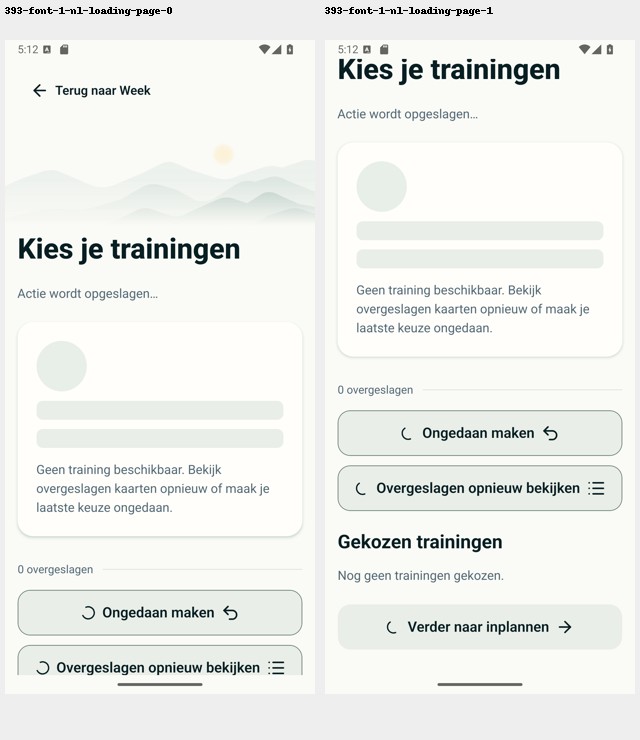 393-font-1-nl-loading-page-0
5:12
Terug naar Week
Kies je trainingen
Actie wordt opgeslagen…
Geen training beschikbaar. Bekijk
overgeslagen kaarten opnieuw of maak je
laatste keuze ongedaan.
0 overgeslagen
Ongedaan maken
Overgeslagen opnieuw bekijken
393-font-1-nl-loading-page-1
5:12
Kies je trainingen
Actie wordt opgeslagen…
Geen training beschikbaar. Bekijk
overgeslagen kaarten opnieuw of maak je
laatste keuze ongedaan.
0 overgeslagen
Ongedaan maken
Overgeslagen opnieuw bekijken
Gekozen trainingen
Nog geen trainingen gekozen.
Verder naar inplannen